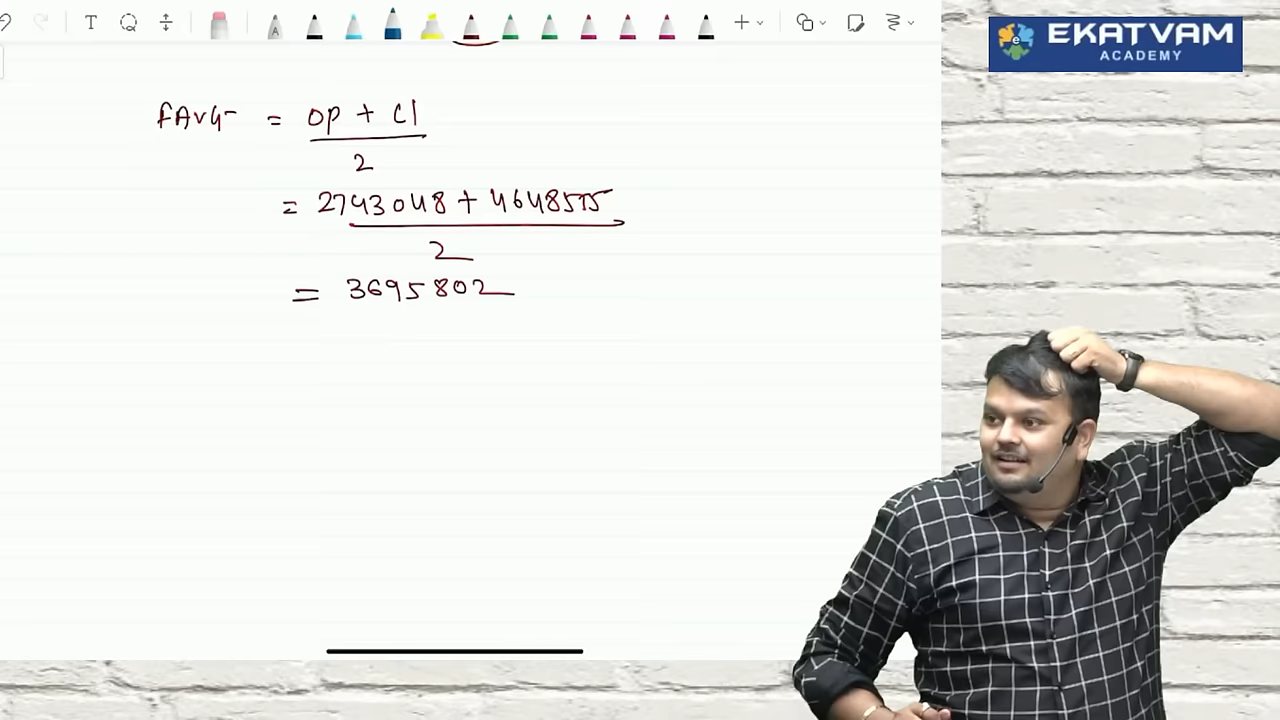 EKATVAM
ACADEMY
FAVG = OP + Cl
2
= 2743048 + 4648555
2
= 3695802